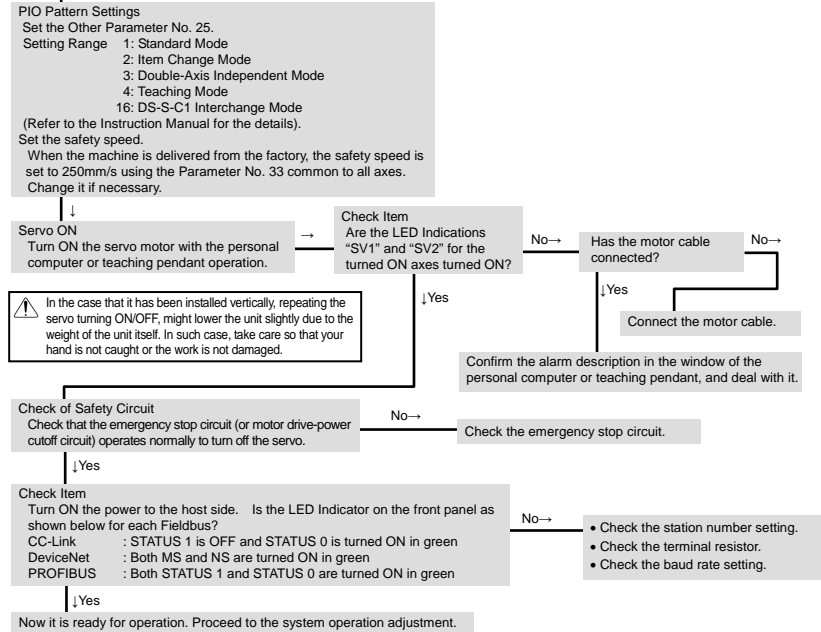 PIO Pattern Settings
Set the Other Parameter No. 25.
Setting Range 1: Standard Mode
2: Item Change Mode
3: Double-Axis Independent Mode
4: Teaching Mode
16: DS-S-C1 Interchange Mode
(Refer to the Instruction Manual for the details).
Set the safety speed.
When the machine is delivered from the factory, the safety speed is
set to 250mm/s using the Parameter No. 33 common to all axes.
Change it if necessary.
↓
Servo ON
Turn ON the servo motor with the personal
computer or teaching pendant operation.
→
Check Item
Are the LED Indications
“SV1” and “SV2” for the
turned ON axes turned ON?
No→
Has the motor cable
connected?
No→
↓Yes
↓Yes
Connect the motor cable.
In the case that it has been installed vertically, repeating the
servo turning ON/OFF, might lower the unit slightly due to the
weight of the unit itself. In such case, take care so that your
hand is not caught or the work is not damaged.
Confirm the alarm description in the window of the
personal computer or teaching pendant, and deal with it.
Check of Safety Circuit
Check that the emergency stop circuit (or motor drive-power
cutoff circuit) operates normally to turn off the servo.
No→
Check the emergency stop circuit.
↓Yes
Check Item
Turn ON the power to the host side. Is the LED Indicator on the front panel as
shown below for each Fieldbus?
CC-Link : STATUS 1 is OFF and STATUS 0 is turned ON in green
DeviceNet : Both MS and NS are turned ON in green
PROFIBUS : Both STATUS 1 and STATUS 0 are turned ON in green
No→
• Check the station number setting.
• Check the terminal resistor.
• Check the baud rate setting.
↓Yes
Now it is ready for operation. Proceed to the system operation adjustment.